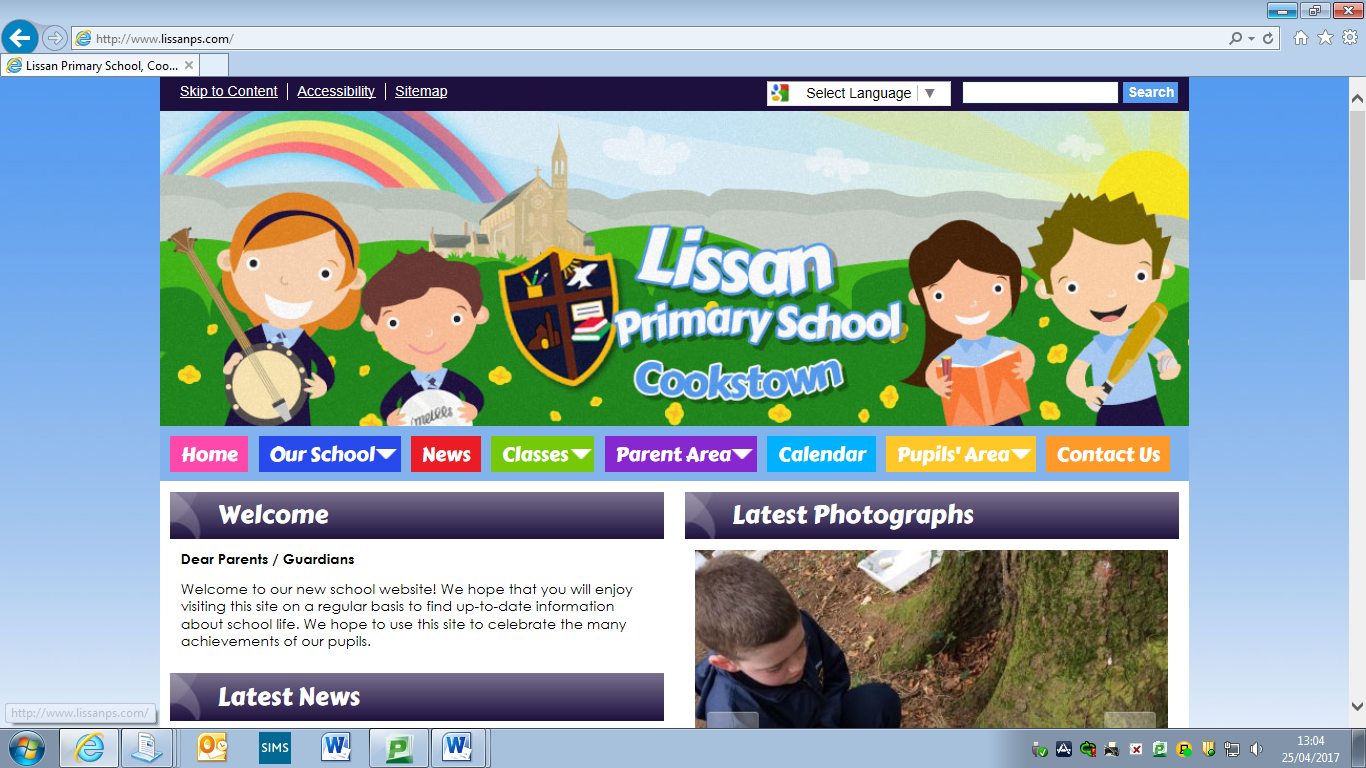 http://www.lissanps.com/
Lissan Primary School, Coo...
Skip to Content
Accessibility
Sitemap
Select Language
Search
Lissan
Primary School
Cookstown
Home
Our School
News
Classes
Parent Area
Calendar
Pupils' Area
Contact Us
Welcome
Latest Photographs
Dear Parents / Guardians
Welcome to our new school website! We hope that you will enjoy
visiting this site on a regular basis to find up-to-date information
about school life. We hope to use this site to celebrate the many
achievements of our pupils.
Latest News
http://www.lissanps.com/
SIMS
13:04
25/04/2017